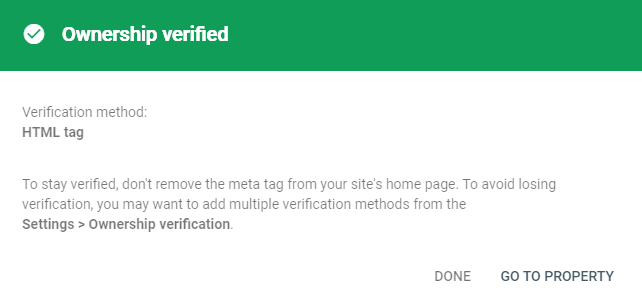 Ownership verified
Verification method:
HTML tag
To stay verified, don't remove the meta tag from your site's home page. To avoid losing
verification, you may want to add multiple verification methods from the
Settings > Ownership verification.
DONE GO TO PROPERTY